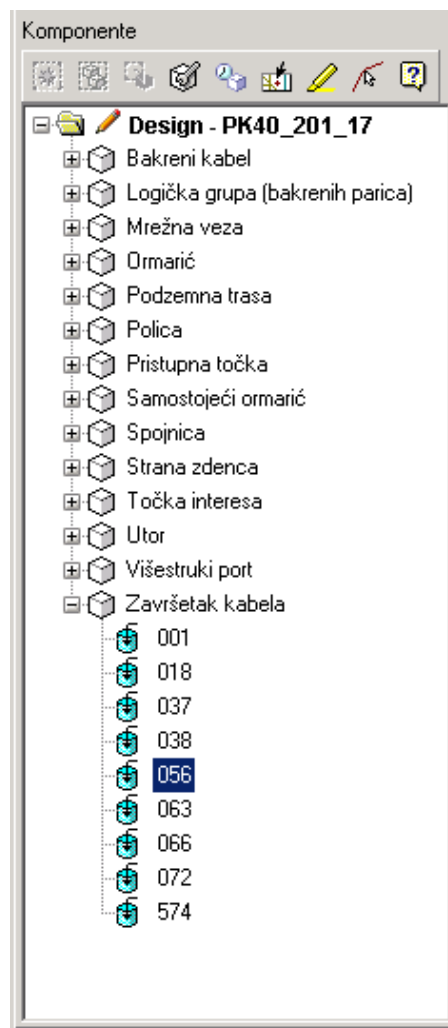 Komponente
Design - PK40_201_17
Bakreni kabel
Logička grupa (bakrenih parica)
Mrežna veza
Ormarić
Podzemna trasa
Polica
Pristupna točka
Samostojeći ormarić
Spojnica
Strana zdenca
Točka interesa
Utor
Višestruki port
Završetak kabela
001
018
037
038
056
063
066
072
574